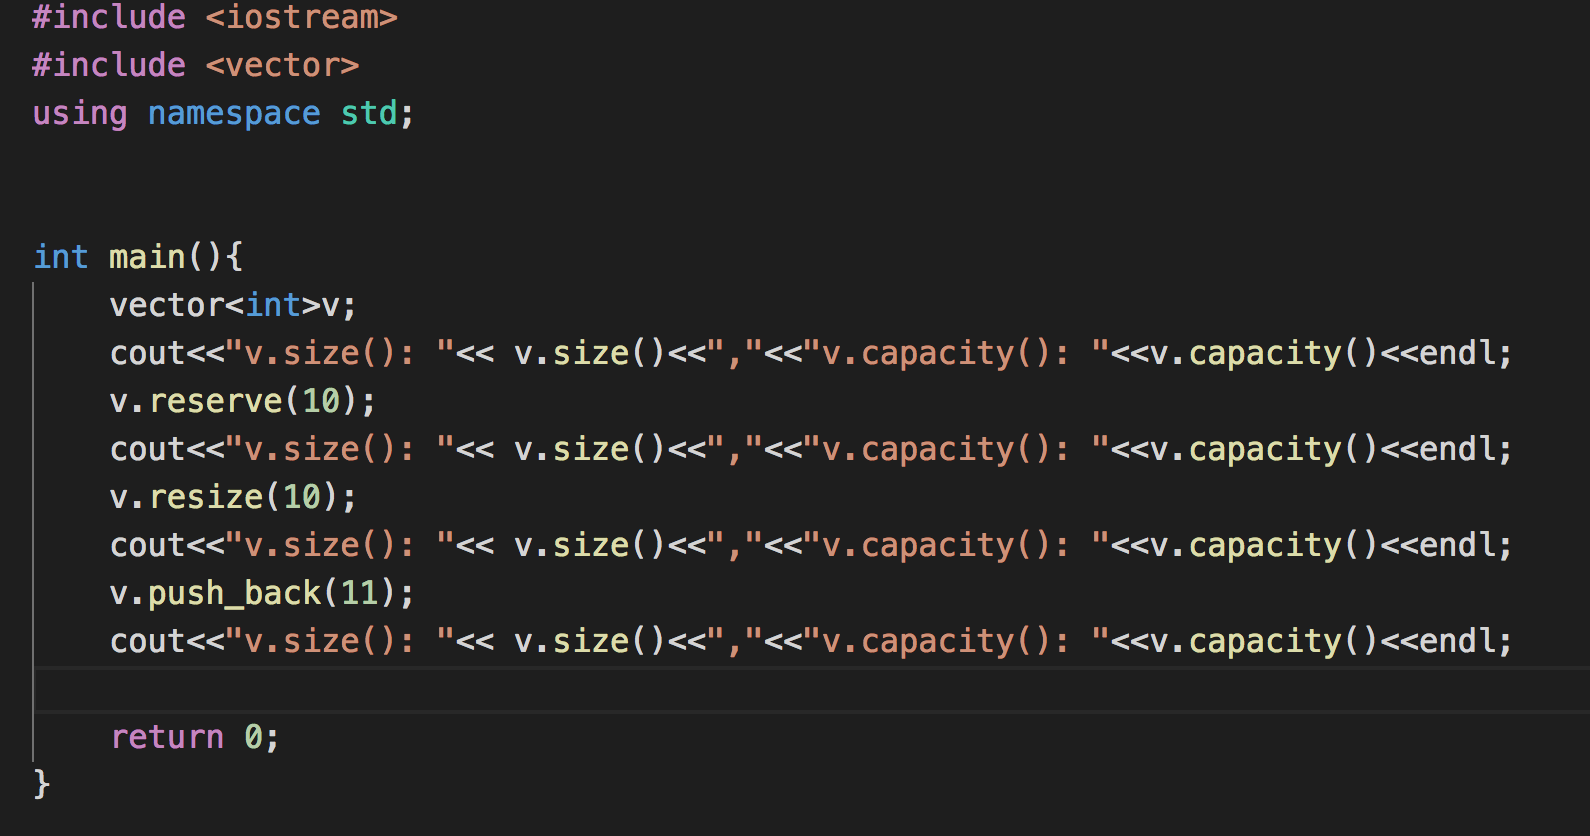 #include <iostream>
#include <vector>
using namespace std;
int main(){
    vector<int>v;
    cout<<"v.size(): "<< v.size()<<","<<"v.capacity(): "<<v.capacity()<<endl;
    v.reserve(10);
    cout<<"v.size(): "<< v.size()<<","<<"v.capacity(): "<<v.capacity()<<endl;
    v.resize(10);
    cout<<"v.size(): "<< v.size()<<","<<"v.capacity(): "<<v.capacity()<<endl;
    v.push_back(11);
    cout<<"v.size(): "<< v.size()<<","<<"v.capacity(): "<<v.capacity()<<endl;
    return 0;
}